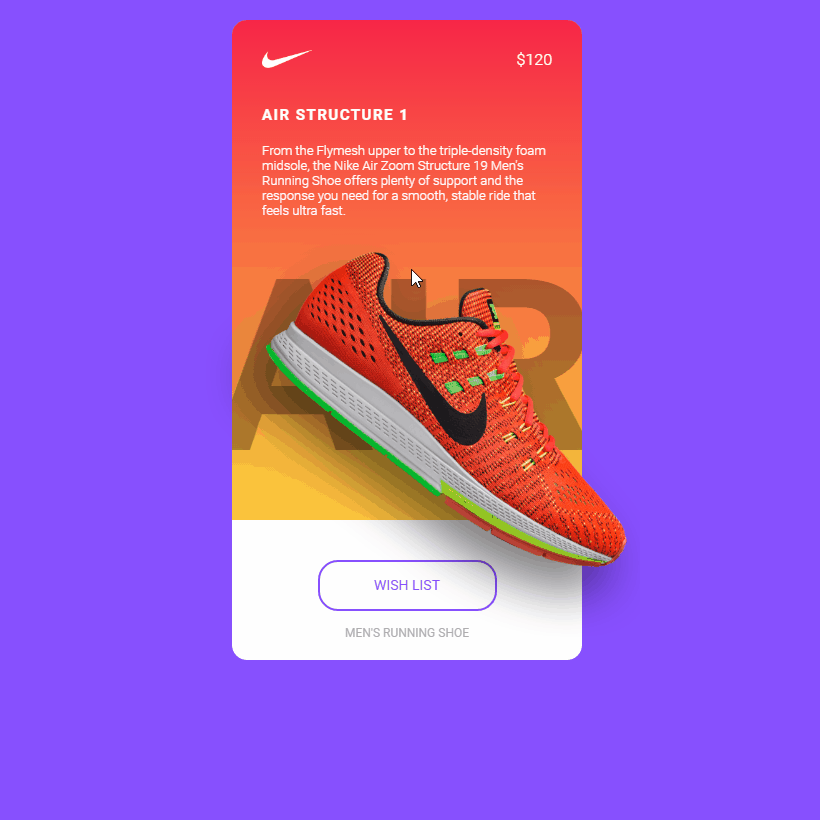 $120
AIR STRUCTURE 1
From the Flymesh upper to the triple-density foam
midsole, the Nike Air Zoom Structure 19 Men's
Running Shoe offers plenty of support and the
response you need for a smooth, stable ride that
feels ultra fast.
AIR
WISH LIST
MEN'S RUNNING SHOE